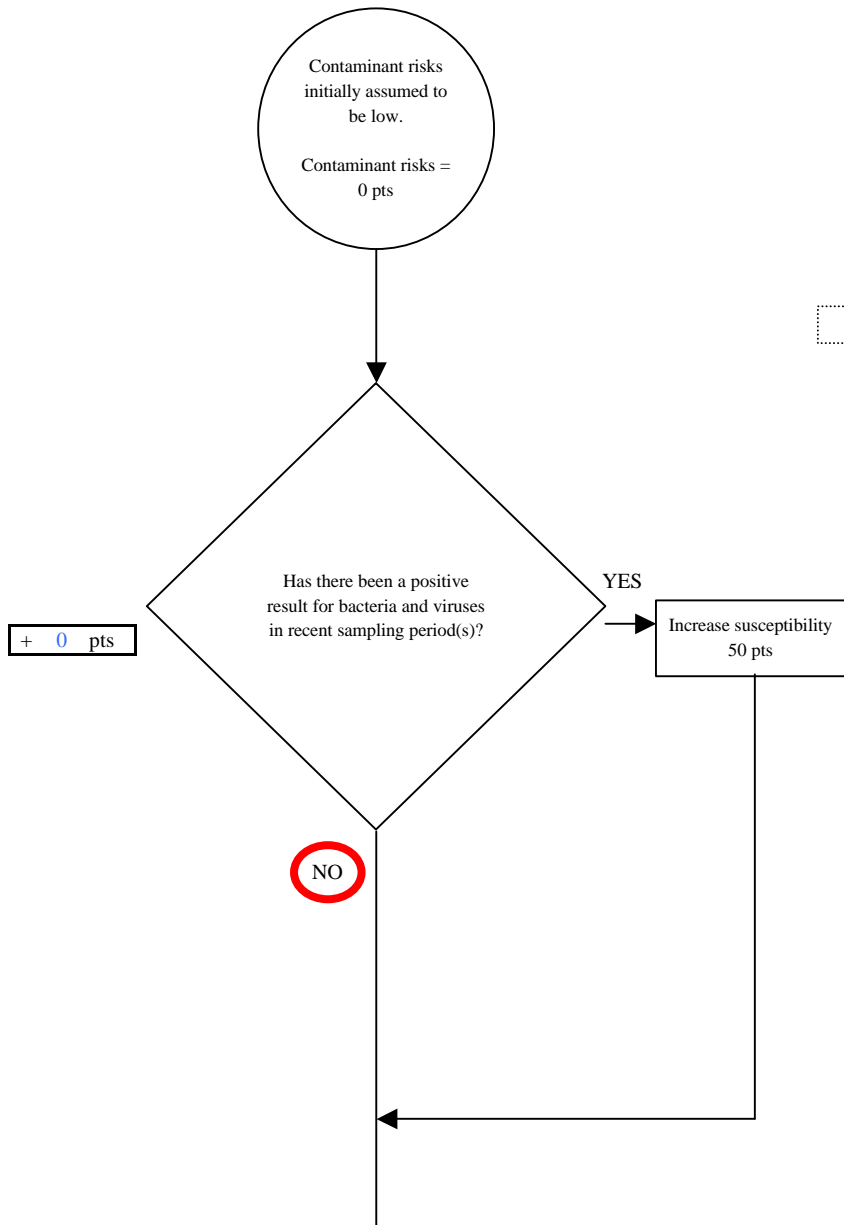 Contaminant risks
initially assumed to
be low.
Contaminant risks =
0 pts
Has there been a positive
result for bacteria and viruses
in recent sampling period(s)?
YES
+ 0 pts
Increase susceptibility
50 pts
NO